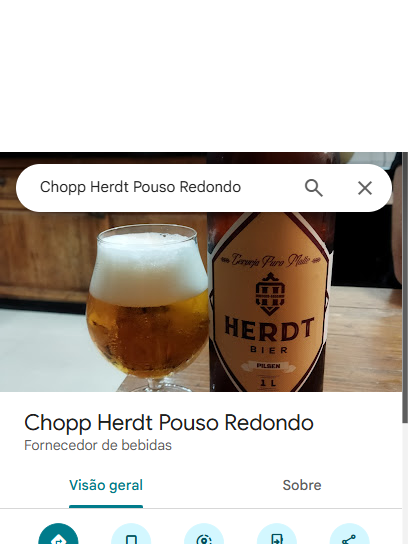 Chopp Herdt Pouso Redondo
Cerveja Puro Malte
HERDT
BIER
PILSEN
1 L
Chopp Herdt Pouso Redondo
Fornecedor de bebidas
Visão geral
Sobre